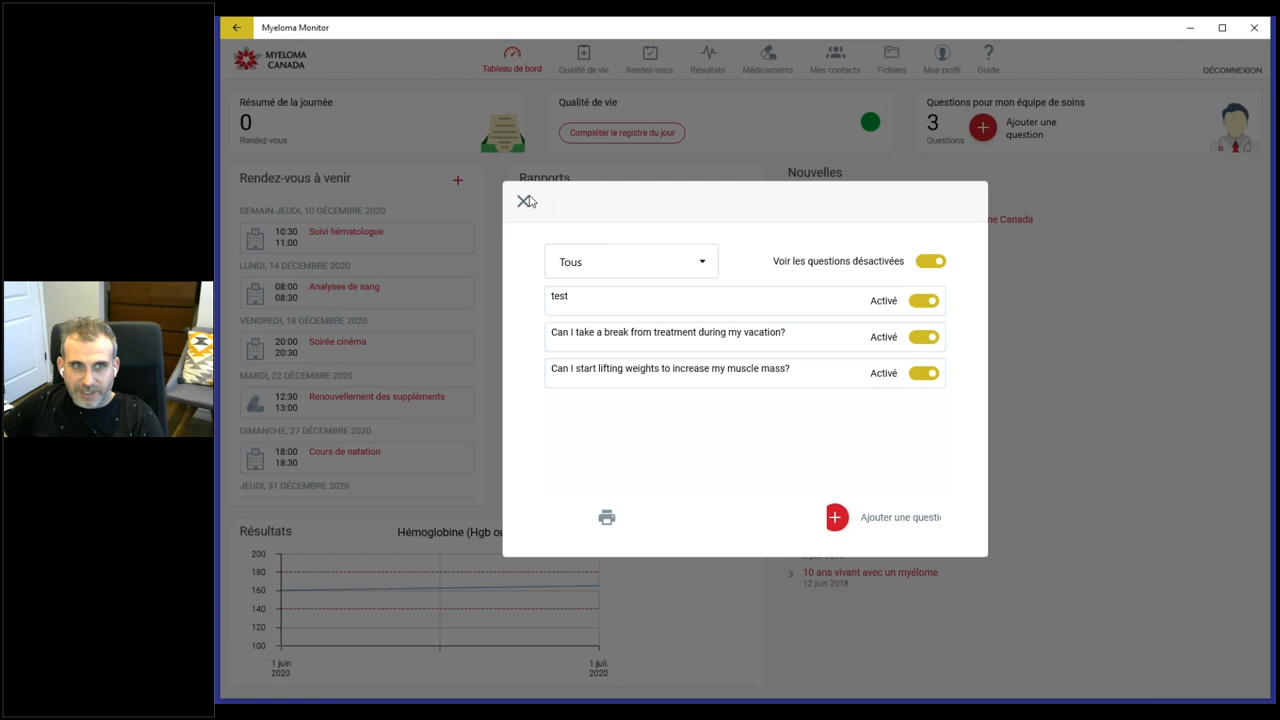 Myeloma Monitor
MYELOMA
CANADA
Tableau de bord
Qualité de vie
Rendez-vous
Résultats
Médicaments
Mes contacts
Fichiers
Mon profil
Guide
DÉCONNEXION
Résumé de la journée
0
Rendez-vous
Qualité de vie
Compléter le registre du jour
Questions pour mon équipe de soins
3
Questions
Ajouter une
question
Rendez-vous à venir
DEMAIN JEUDI, 10 DÉCEMBRE 2020
10:30 Suivi hématologue
11:00
LUNDI, 14 DÉCEMBRE 2020
08:00 Analyses de sang
08:30
VENDREDI, 18 DÉCEMBRE 2020
20:00 Soirée cinéma
20:30
MARDI, 22 DÉCEMBRE 2020
12:30 Renouvellement des suppléments
13:00
DIMANCHE, 27 DÉCEMBRE 2020
18:00 Cours de natation
18:30
JEUDI, 31 DÉCEMBRE 2020
Rapports
Nouvelles
ne Canada
Tous
Voir les questions désactivées
test
Activé
Can I take a break from treatment during my vacation?
Activé
Can I start lifting weights to increase my muscle mass?
Activé
Ajouter une questi
Résultats
Hémoglobine (Hgb ou
200
180
160
140
120
100
1 juin
2020
1 juil.
2020
10 ans vivant avec un myélome
12 juin 2018